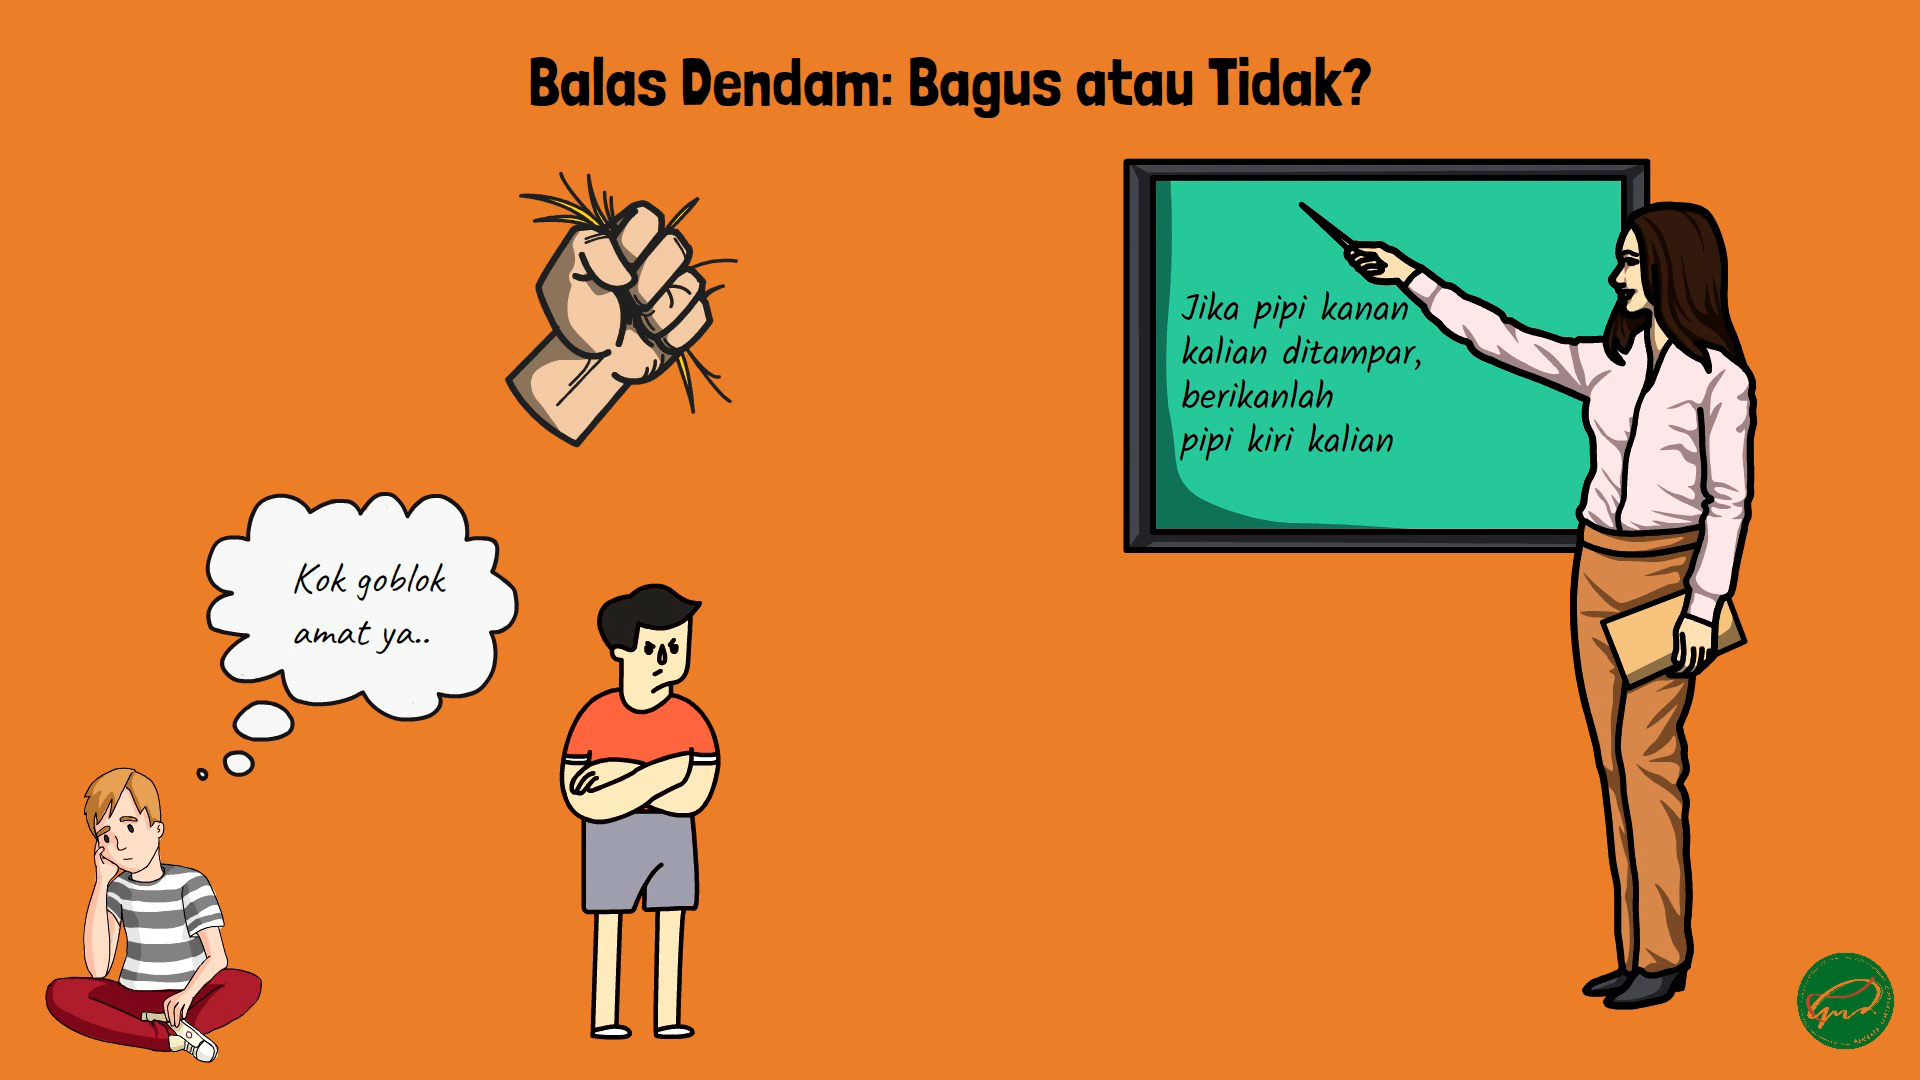 Balas Dendam: Bagus atau Tidak?
Jika pipi kanan
kalian ditampar,
berikanlah
pipi kiri kalian
Kok goblok
amat ya..